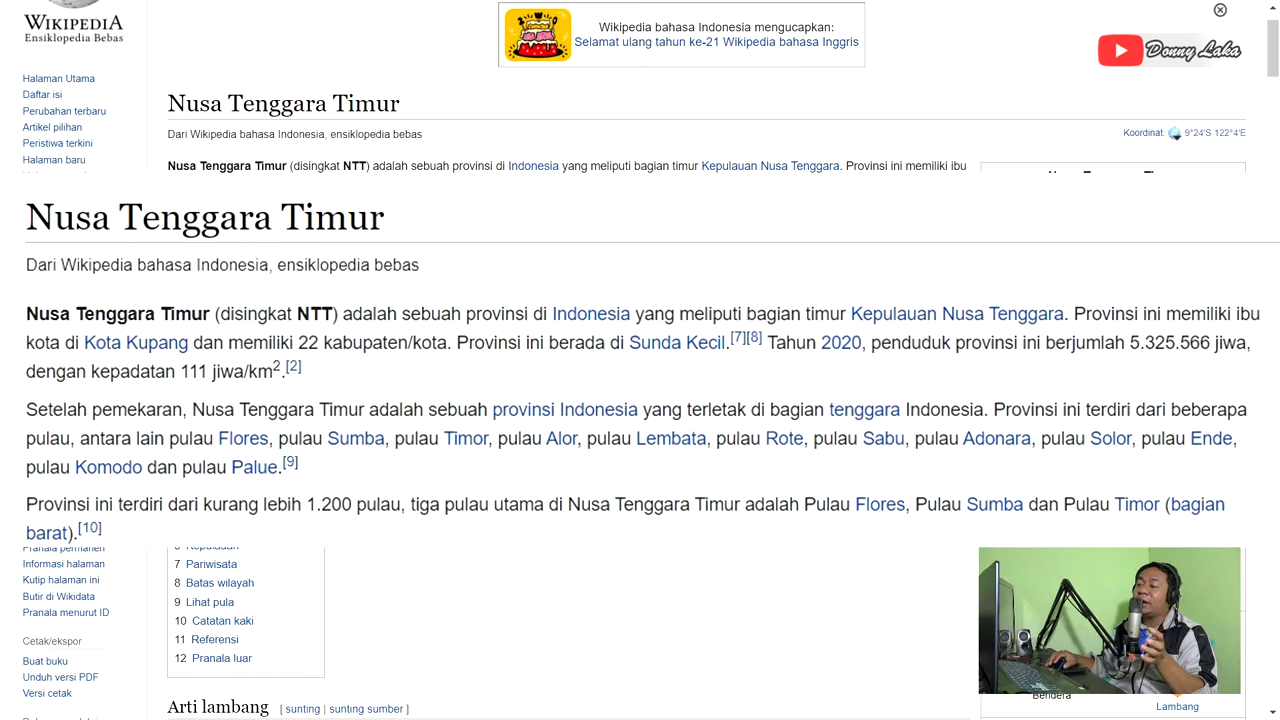 WIKIPEDIA
Ensiklopedia Bebas
Halaman Utama
Daftar isi
Perubahan terbaru
Artikel pilihan
Peristiwa terkini
Halaman baru
Wikipedia bahasa Indonesia mengucapkan:
Selamat ulang tahun ke-21 Wikipedia bahasa Inggris
Donny Laka
Nusa Tenggara Timur
Dari Wikipedia bahasa Indonesia, ensiklopedia bebas
Koordinat: 9°24′S 122°4′E
Nusa Tenggara Timur (disingkat NTT) adalah sebuah provinsi di Indonesia yang meliputi bagian timur Kepulauan Nusa Tenggara. Provinsi ini memiliki ibu
Nusa Tenggara Timur
Dari Wikipedia bahasa Indonesia, ensiklopedia bebas
Nusa Tenggara Timur (disingkat NTT) adalah sebuah provinsi di Indonesia yang meliputi bagian timur Kepulauan Nusa Tenggara. Provinsi ini memiliki ibu
kota di Kota Kupang dan memiliki 22 kabupaten/kota. Provinsi ini berada di Sunda Kecil.[7][8] Tahun 2020, penduduk provinsi ini berjumlah 5.325.566 jiwa,
dengan kepadatan 111 jiwa/km2.[2]
Setelah pemekaran, Nusa Tenggara Timur adalah sebuah provinsi Indonesia yang terletak di bagian tenggara Indonesia. Provinsi ini terdiri dari beberapa
pulau, antara lain pulau Flores, pulau Sumba, pulau Timor, pulau Alor, pulau Lembata, pulau Rote, pulau Sabu, pulau Adonara, pulau Solor, pulau Ende,
pulau Komodo dan pulau Palue.[9]
Provinsi ini terdiri dari kurang lebih 1.200 pulau, tiga pulau utama di Nusa Tenggara Timur adalah Pulau Flores, Pulau Sumba dan Pulau Timor (bagian
barat).[10]
Pranala permanen
Informasi halaman
Kutip halaman ini
Butir di Wikidata
Pranala menurut ID
Cetak/ekspor
Buat buku
Unduh versi PDF
Versi cetak
7 Pariwisata
8 Batas wilayah
9 Lihat pula
10 Catatan kaki
11 Referensi
12 Pranala luar
Arti lambang [ sunting | sunting sumber ]
Bendera
Lambang